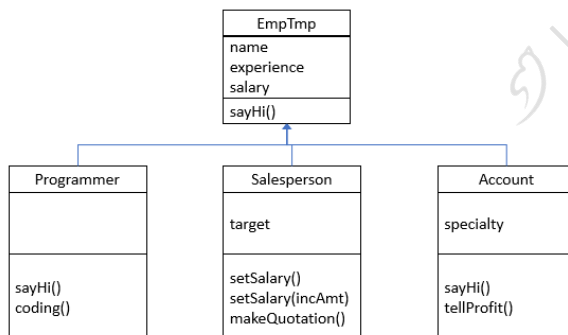 EmpTmp
name
experience
salary
sayHi()
Programmer
sayHi()
coding()
Salesperson
target
setSalary()
setSalary(incAmt)
makeQuotation()
Account
specialty
sayHi()
tellProfit()